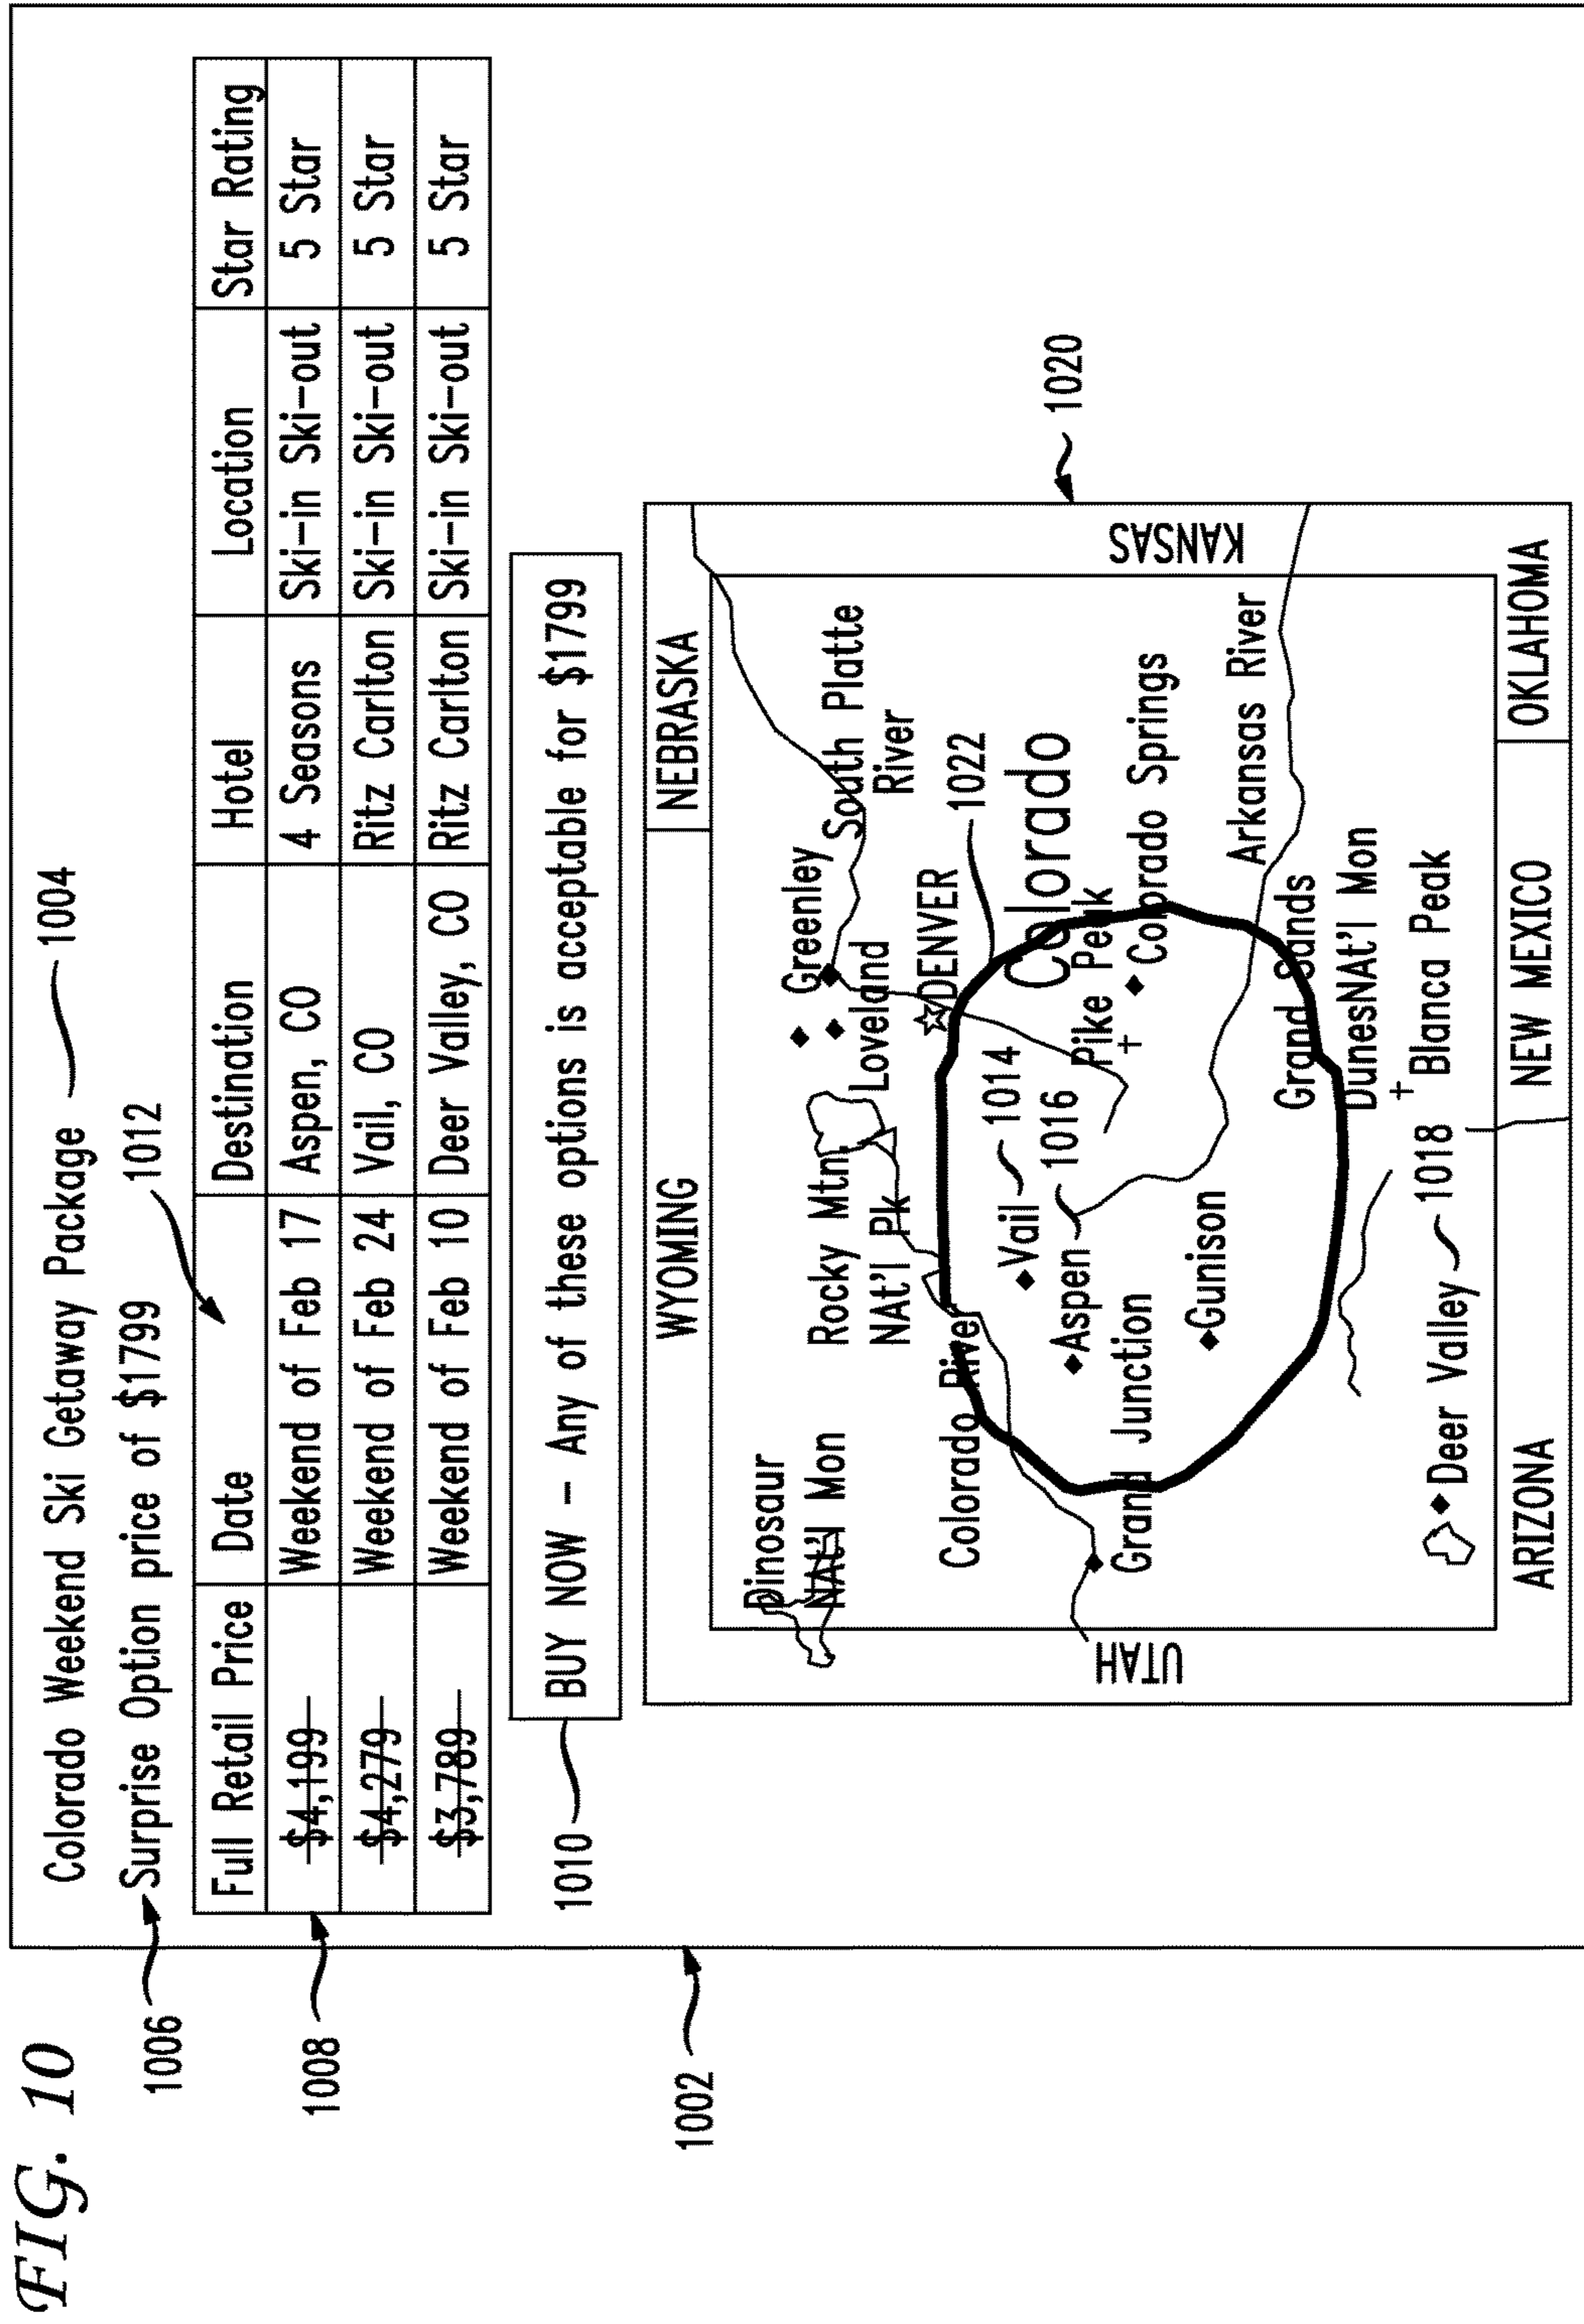 FIG. 10
Colorado Weekend Ski Getaway Package 1004
1006 Surprise Option price of $1799 1012
Full Retail Price Date Destination Hotel Location Star Rating
$4,199 Weekend of Feb 17 Aspen, CO 4 Seasons Ski-in Ski-out 5 Star
$4,279 Weekend of Feb 24 Vail, CO Ritz Carlton Ski-in Ski-out 5 Star
$3,789 Weekend of Feb 10 Deer Valley, CO Ritz Carlton Ski-in Ski-out 5 Star
1008
1010 BUY NOW - Any of these options is acceptable for $1799
1002
WYOMING NEBRASKA
Dinosaur
NAt'l Mon
Rocky Mtn.
NAt'l Pk
Greenley
Loveland
South Platte
River
DENVER
1022
Colorado River
Vail 1014
Colorado
Aspen 1016
Pike Peak
1020
UTAH
Grand Junction
Colorado Springs
KANSAS
Gunison
Arkansas River
Grand Sands
DunesNAt'l Mon
Deer Valley 1018
Blanca Peak
ARIZONA NEW MEXICO OKLAHOMA